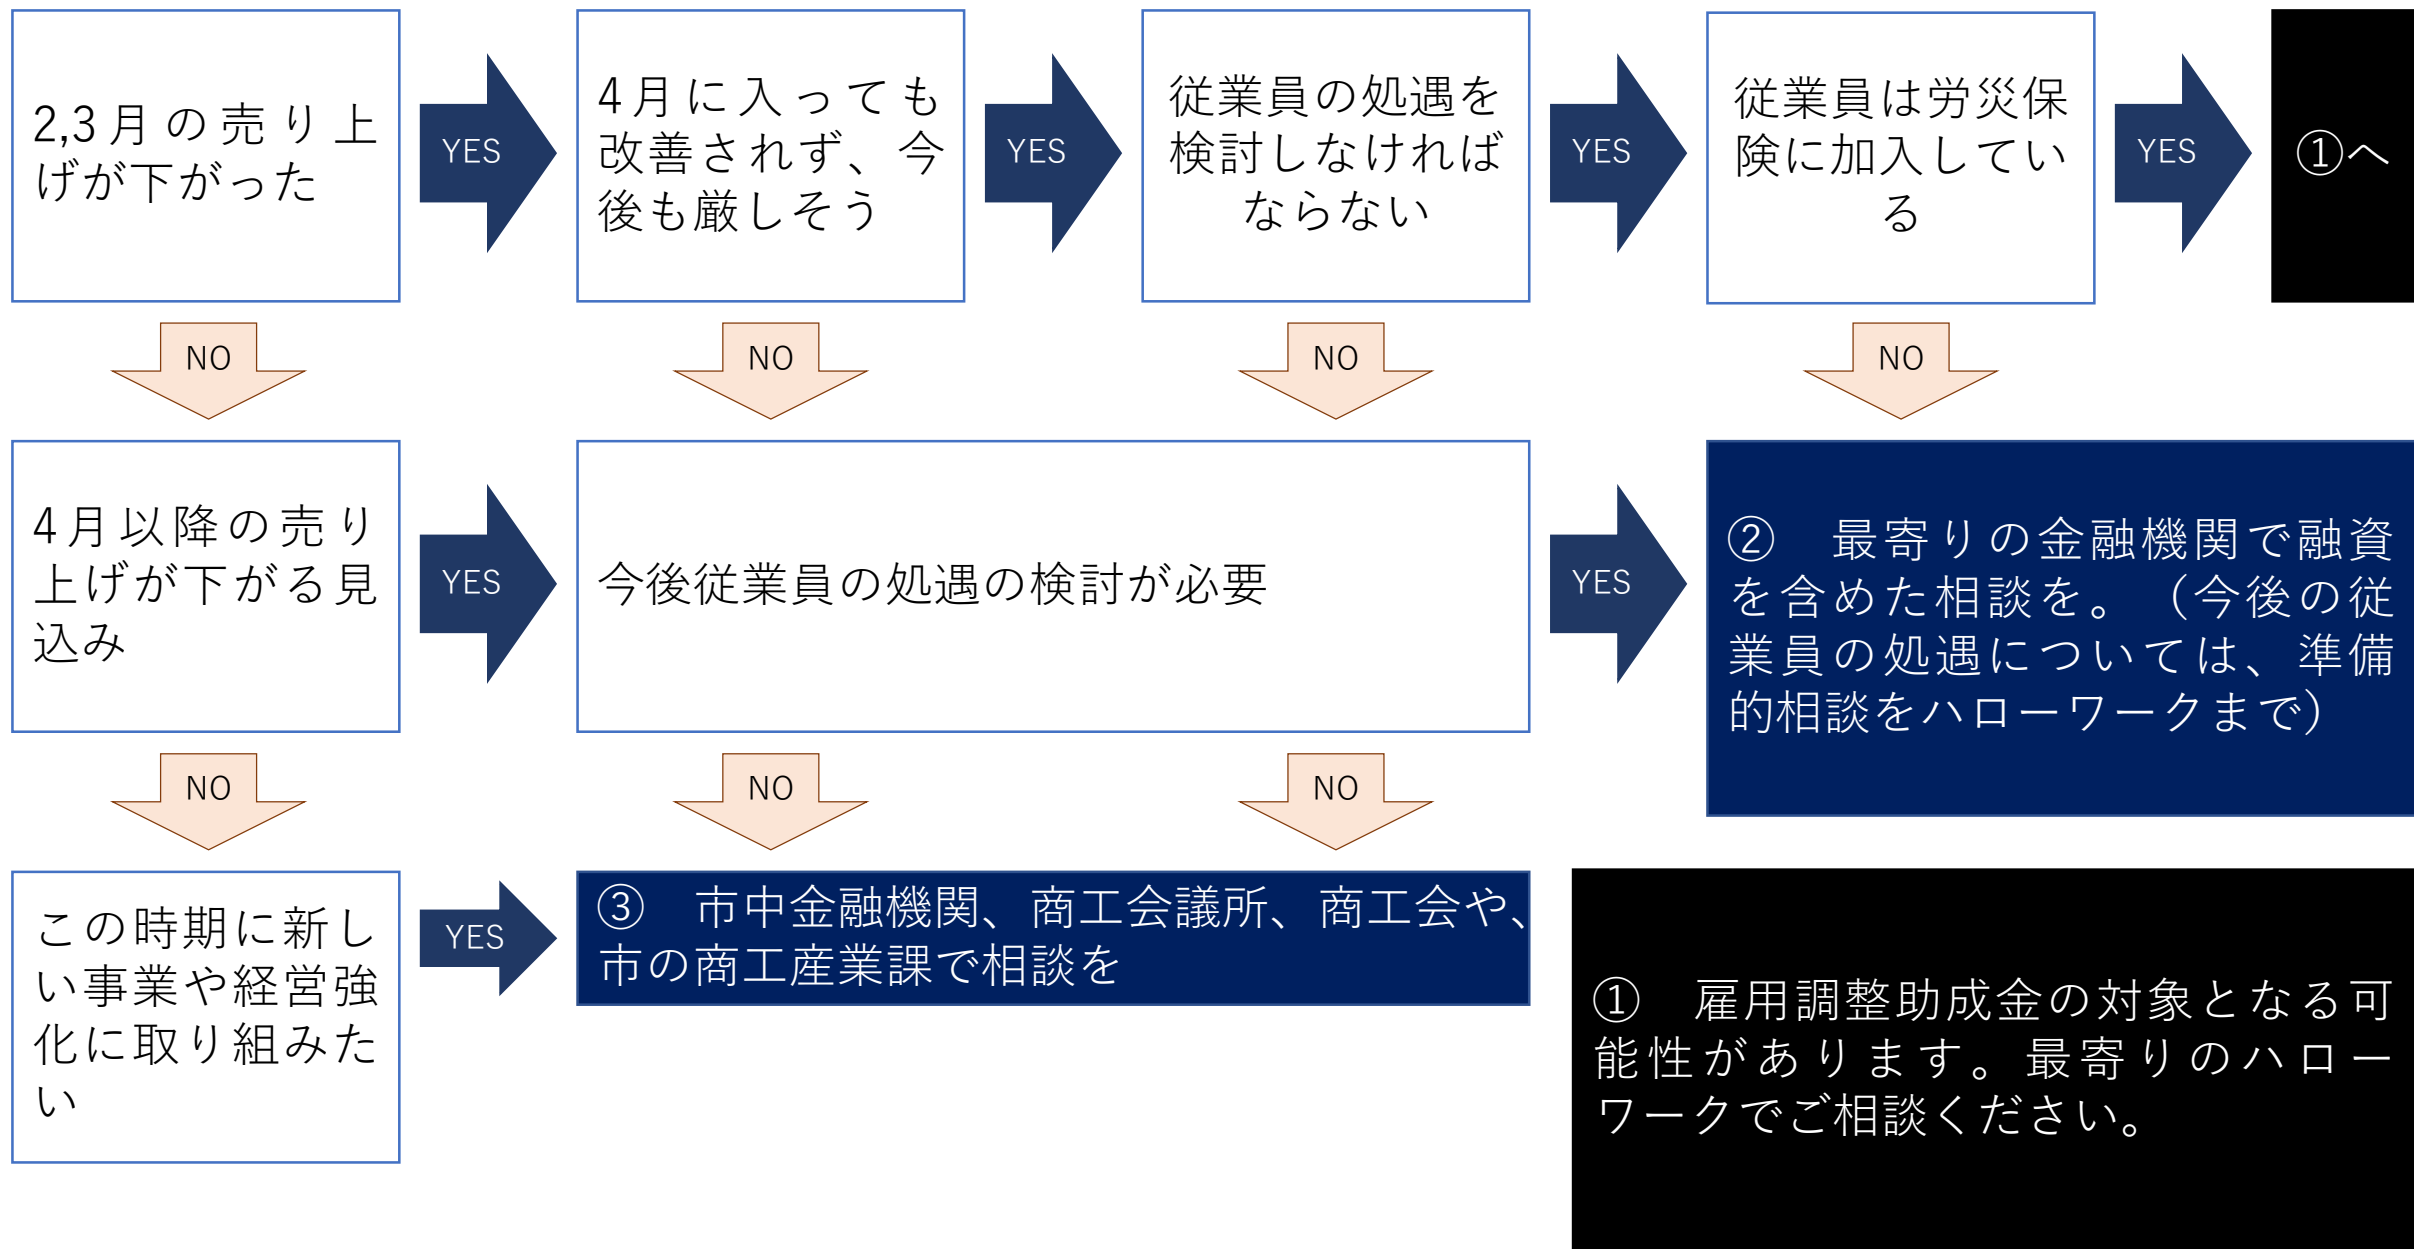 2,3月の売り上
げが下がった
YES
4月に入っても
改善されず、今
後も厳しそう
YES
従業員の処遇を
検討しなければ
ならない
YES
従業員は労災保
険に加入してい
る
YES
①へ
NO
NO
NO
NO
4月以降の売り
上げが下がる見
込み
YES
今後従業員の処遇の検討が必要
YES
②　最寄りの金融機関で融資
を含めた相談を。（今後の従
業員の処遇については、準備
的相談をハローワークまで）
NO
NO
NO
この時期に新し
い事業や経営強
化に取り組みた
い
YES
③　市中金融機関、商工会議所、商工会や、
市の商工産業課で相談を
①　雇用調整助成金の対象となる可
能性があります。最寄りのハロー
ワークでご相談ください。